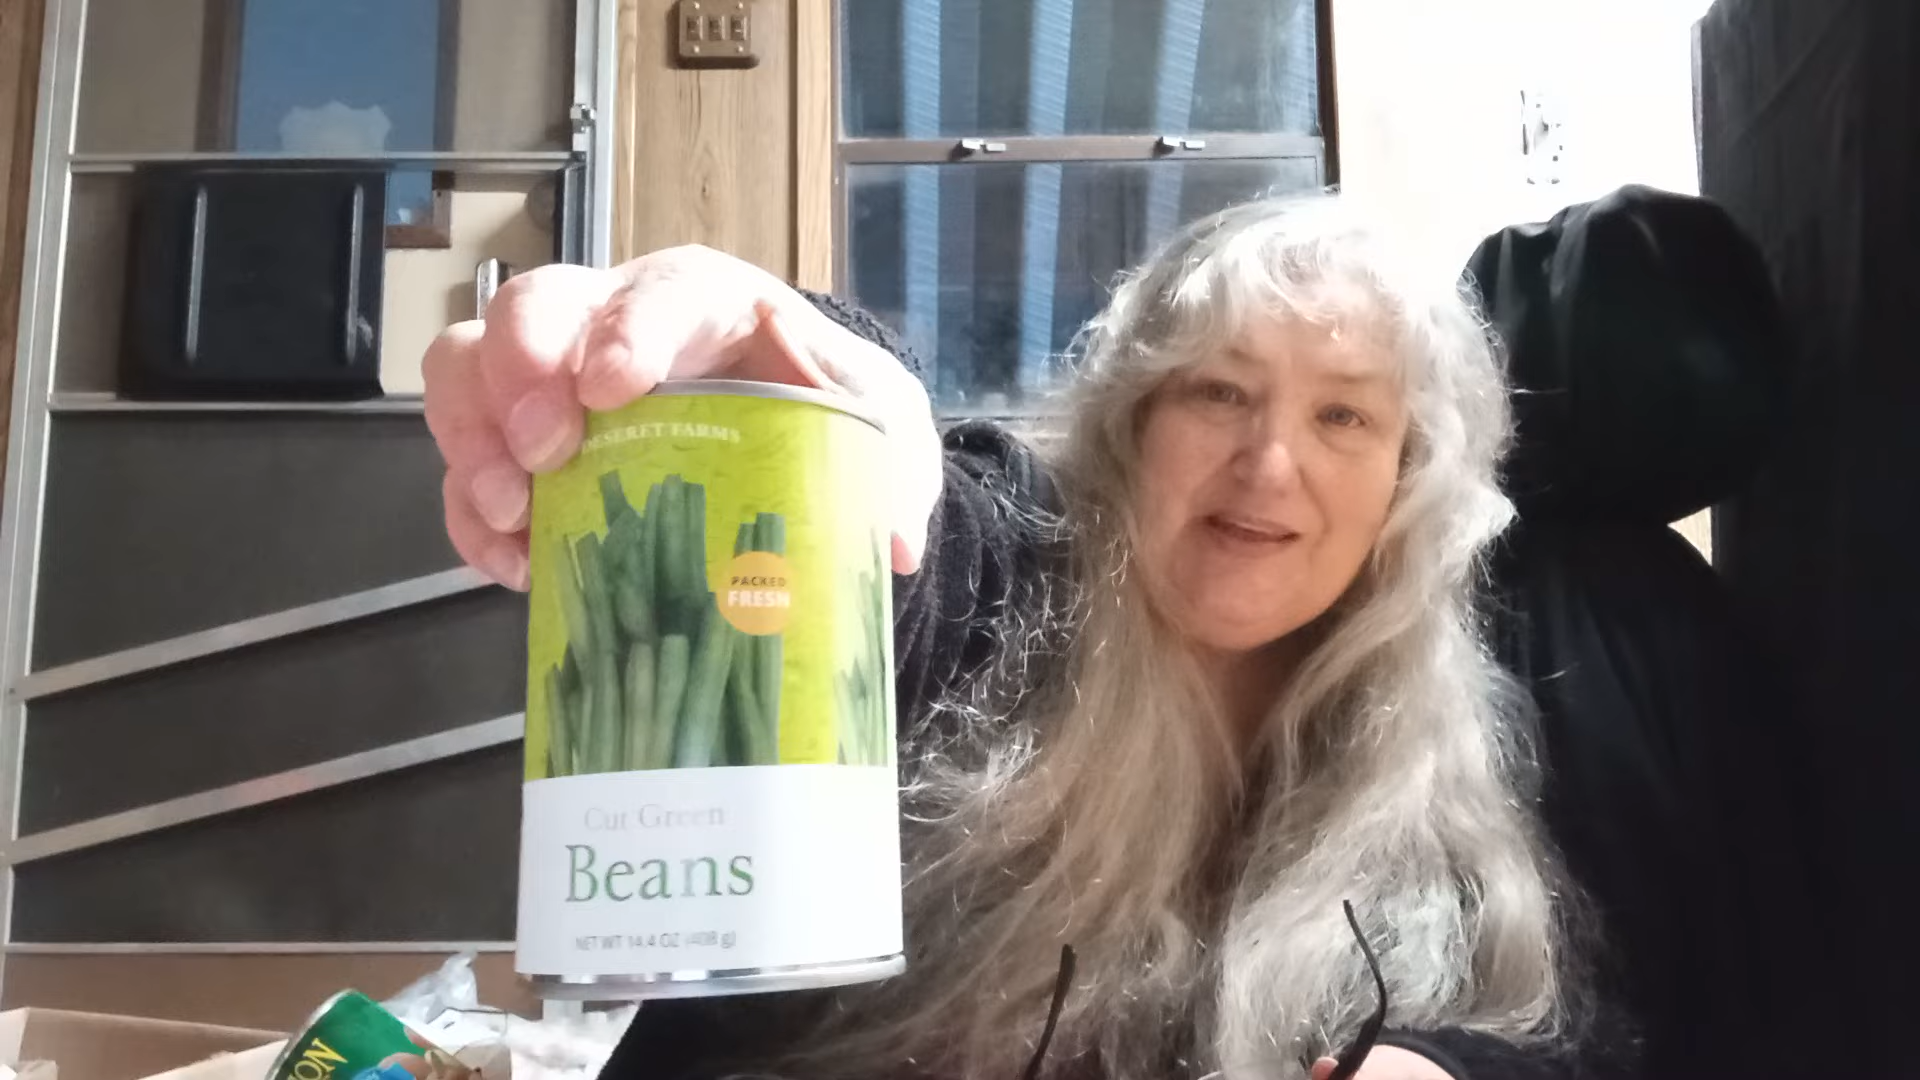 DESERET FARMS
PACKED
FRESH
Cut Green
Beans
NET WT 14.4 OZ (408 g)